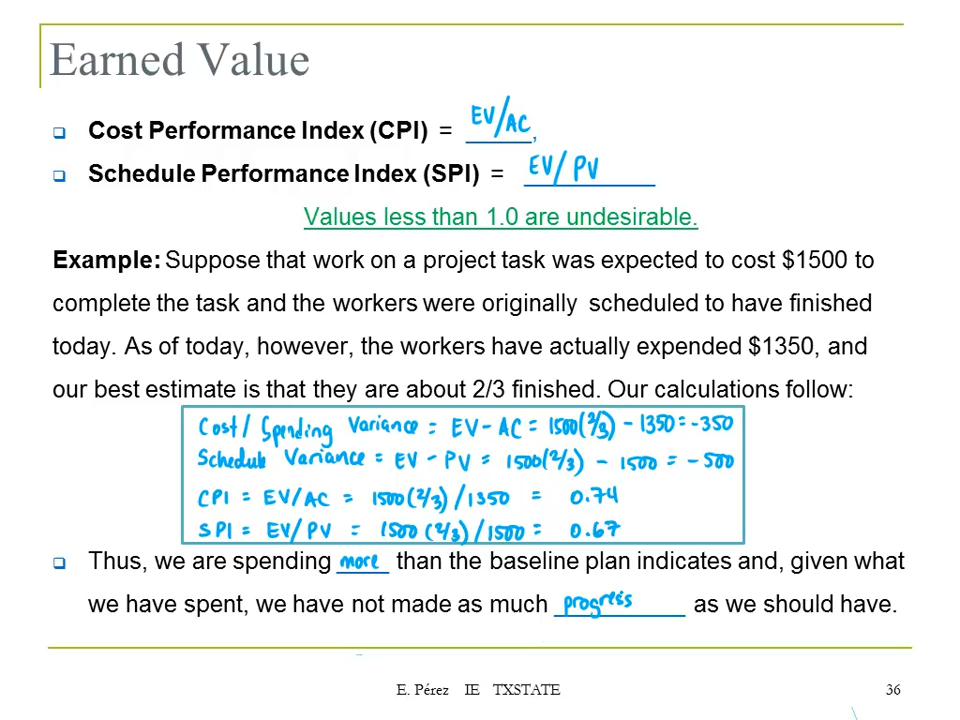 Earned Value
❑ Cost Performance Index (CPI) = EV/AC,
❑ Schedule Performance Index (SPI) = EV/PV
Values less than 1.0 are undesirable.
Example: Suppose that work on a project task was expected to cost $1500 to
complete the task and the workers were originally scheduled to have finished
today. As of today, however, the workers have actually expended $1350, and
our best estimate is that they are about 2/3 finished. Our calculations follow:
Cost/ Spending Variance = EV - AC = 1500(2/3) - 1350 = -350
Schedule Variance = EV - PV = 1500(2/3) - 1500 = -500
CPI = EV/AC = 1500(2/3)/1350 = 0.74
SPI = EV/PV = 1500(2/3)/1500 = 0.67
❑ Thus, we are spending more than the baseline plan indicates and, given what
we have spent, we have not made as much progress as we should have.
E. Pérez IE TXSTATE 36